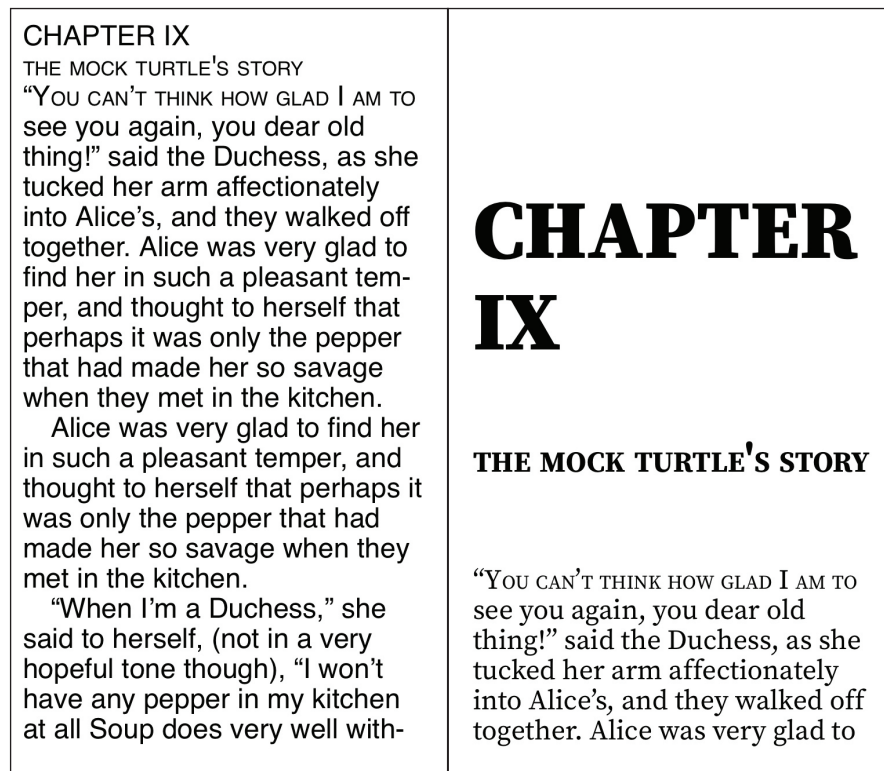 CHAPTER IX
THE MOCK TURTLE'S STORY
“YOU CAN’T THINK HOW GLAD I AM TO
see you again, you dear old
thing!” said the Duchess, as she
tucked her arm affectionately
into Alice’s, and they walked off
together. Alice was very glad to
find her in such a pleasant tem-
per, and thought to herself that
perhaps it was only the pepper
that had made her so savage
when they met in the kitchen.
Alice was very glad to find her
in such a pleasant temper, and
thought to herself that perhaps it
was only the pepper that had
made her so savage when they
met in the kitchen.
“When I’m a Duchess,” she
said to herself, (not in a very
hopeful tone though), “I won’t
have any pepper in my kitchen
at all Soup does very well with-
CHAPTER
IX
THE MOCK TURTLE'S STORY
“YOU CAN’T THINK HOW GLAD I AM TO
see you again, you dear old
thing!” said the Duchess, as she
tucked her arm affectionately
into Alice’s, and they walked off
together. Alice was very glad to